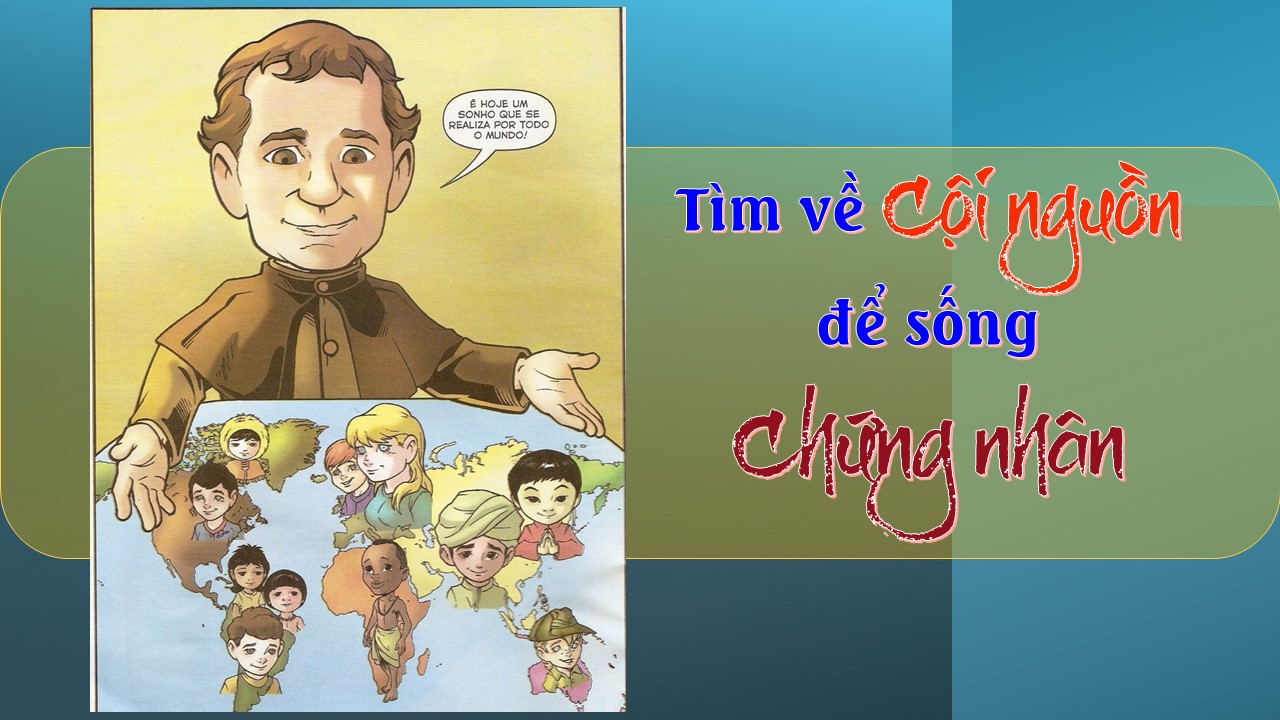 É HOJE UM
SONHO QUE SE
REALIZA POR TODO
O MUNDO!
Tìm về cội nguồn
để sống
chứng nhân